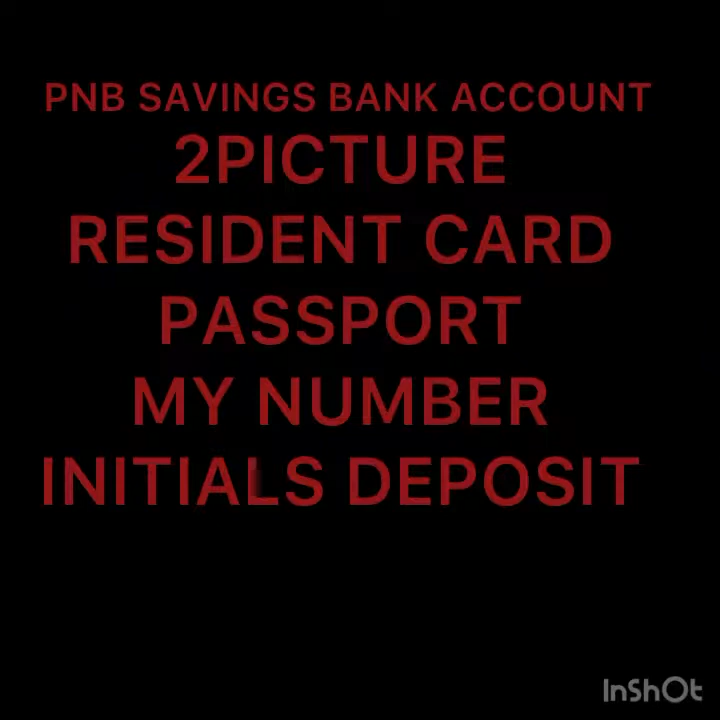 PNB SAVINGS BANK ACCOUNT
2PICTURE
RESIDENT CARD
PASSPORT
MY NUMBER
INITIALS DEPOSIT
InShOt